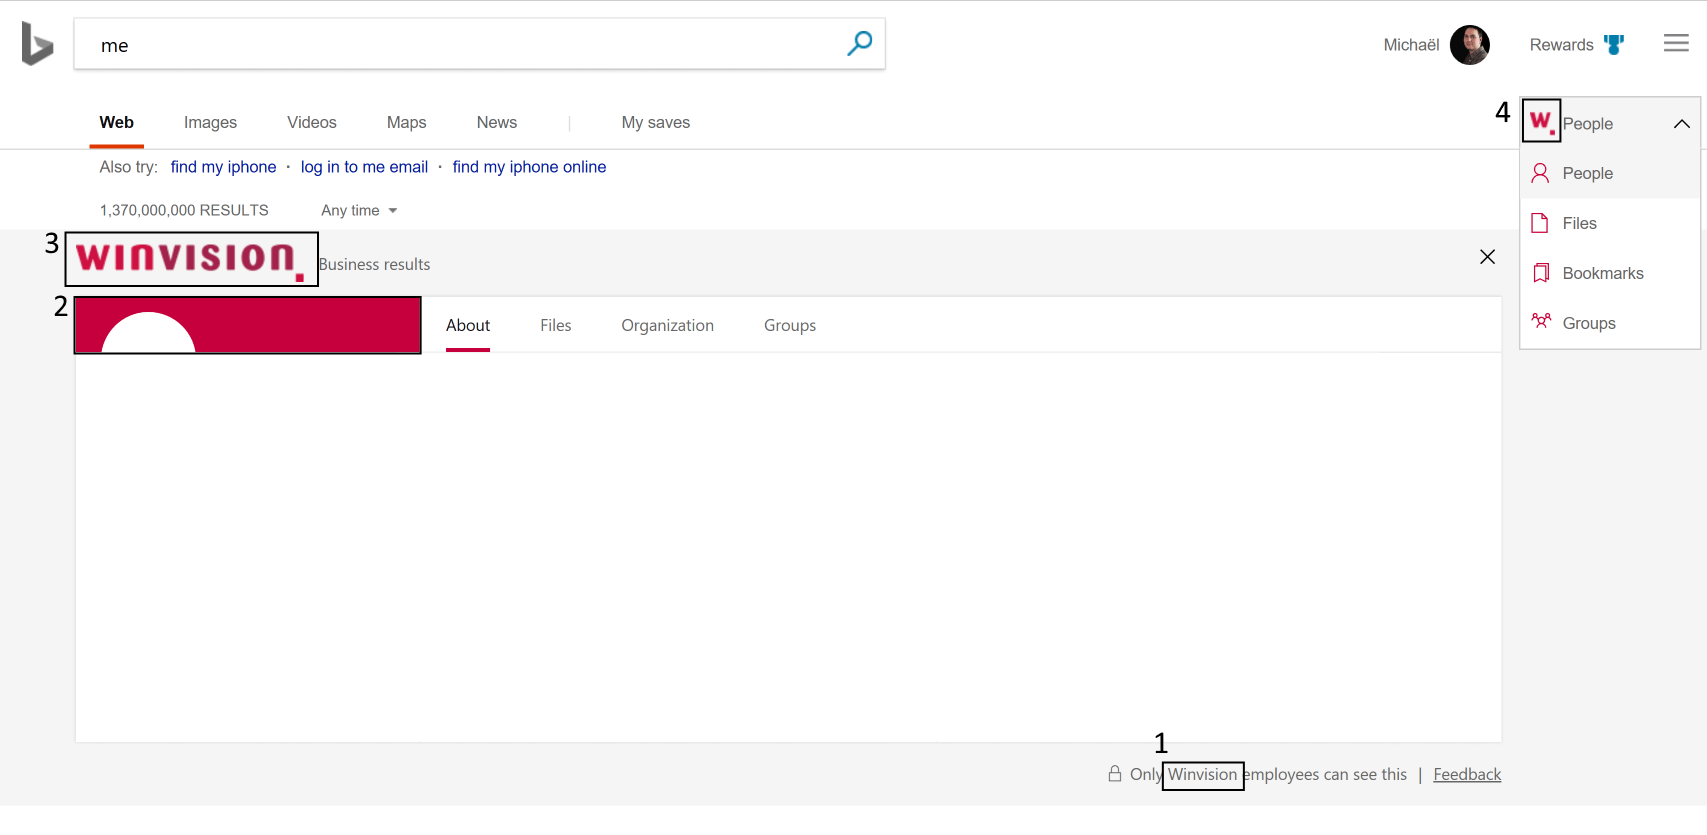 me
Michaël
Rewards
Web Images Videos Maps News | My saves
4
w. People
Also try: find my iphone · log in to me email · find my iphone online
People
1,370,000,000 RESULTS Any time
Files
3
winvision. Business results
Bookmarks
2
About Files Organization Groups
Groups
1
Only Winvision employees can see this | Feedback